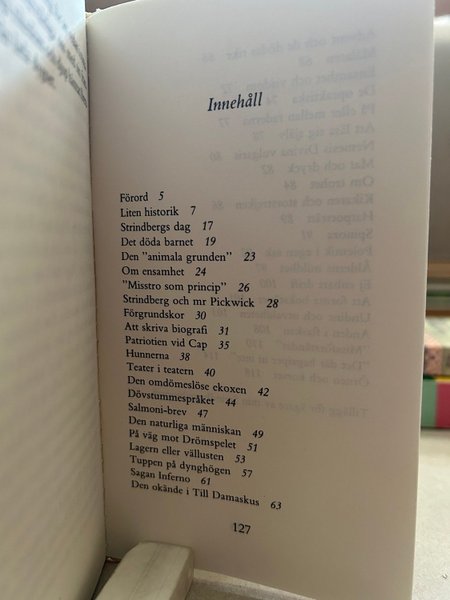 Innehåll
Förord 5
Liten historik 7
Strindbergs dag 17
Det döda barnet 19
Den "animala grunden" 23
Om ensamhet 24
"Misstro som princip" 26
Strindberg och mr Pickwick 28
Förgrundskor 30
Att skriva biografi 31
Patriotien vid Cap 35
Hunnerna 38
Teater i teatern 40
Den omdömeslöse ekoxen 42
Dövstummespråket 44
Salmoni-brev 47
Den naturliga människan 49
På väg mot Drömspelet 51
Lagern eller vällusten 53
Tuppen på dynghögen 57
Sagan Inferno 61
Den okände i Till Damaskus 63
127